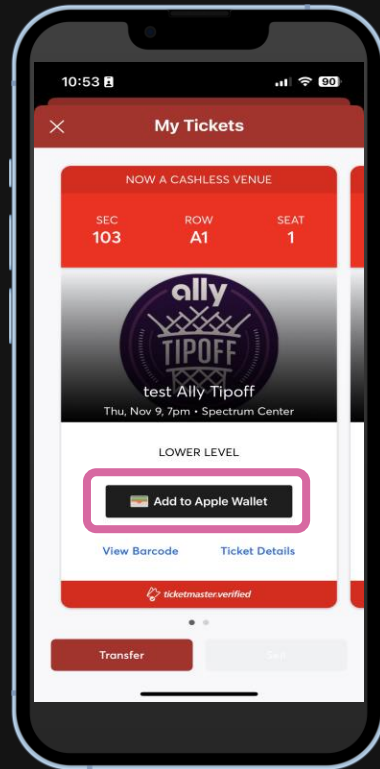 10:53
90
My Tickets
NOW A CASHLESS VENUE
SEC ROW SEAT
103 A1 1
ally
TIPOFF
test Ally Tipoff
Thu, Nov 9, 7pm • Spectrum Center
LOWER LEVEL
Add to Apple Wallet
View Barcode Ticket Details
ticketmaster.verified
Transfer Sell